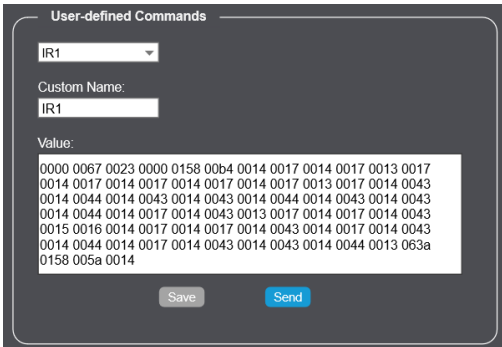 User-defined Commands
IR1
Custom Name:
IR1
Value:
0000 0067 0023 0000 0158 00b4 0014 0017 0014 0017 0013 0017
0014 0017 0014 0017 0014 0017 0014 0017 0013 0017 0014 0043
0014 0044 0014 0043 0014 0043 0014 0044 0014 0043 0014 0043
0014 0044 0014 0017 0014 0043 0013 0017 0014 0017 0014 0043
0015 0016 0014 0017 0014 0017 0014 0043 0014 0017 0014 0043
0014 0044 0014 0017 0014 0043 0014 0043 0014 0044 0013 063a
0158 005a 0014
Save Send